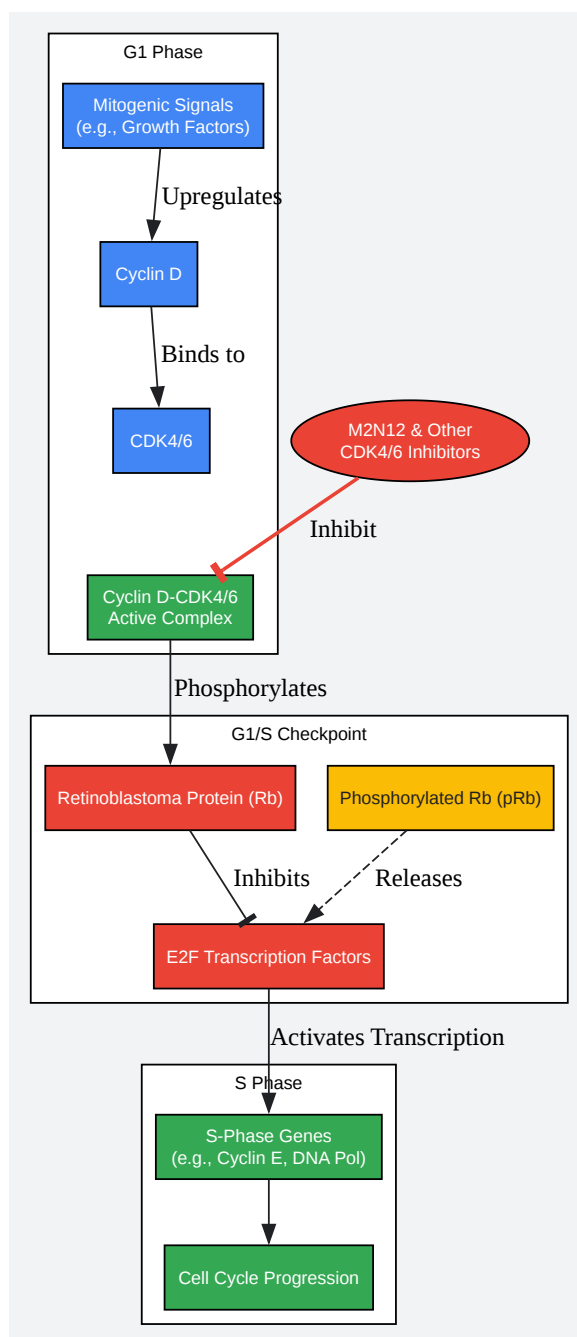 G1 Phase
Mitogenic Signals
(e.g., Growth Factors)
Upregulates
Cyclin D
Binds to
CDK4/6
M2N12 & Other
CDK4/6 Inhibitors
Inhibit
Cyclin D-CDK4/6
Active Complex
Phosphorylates
G1/S Checkpoint
Retinoblastoma Protein (Rb)
Phosphorylated Rb (pRb)
Inhibits
Releases
E2F Transcription Factors
Activates Transcription
S Phase
S-Phase Genes
(e.g., Cyclin E, DNA Pol)
Cell Cycle Progression